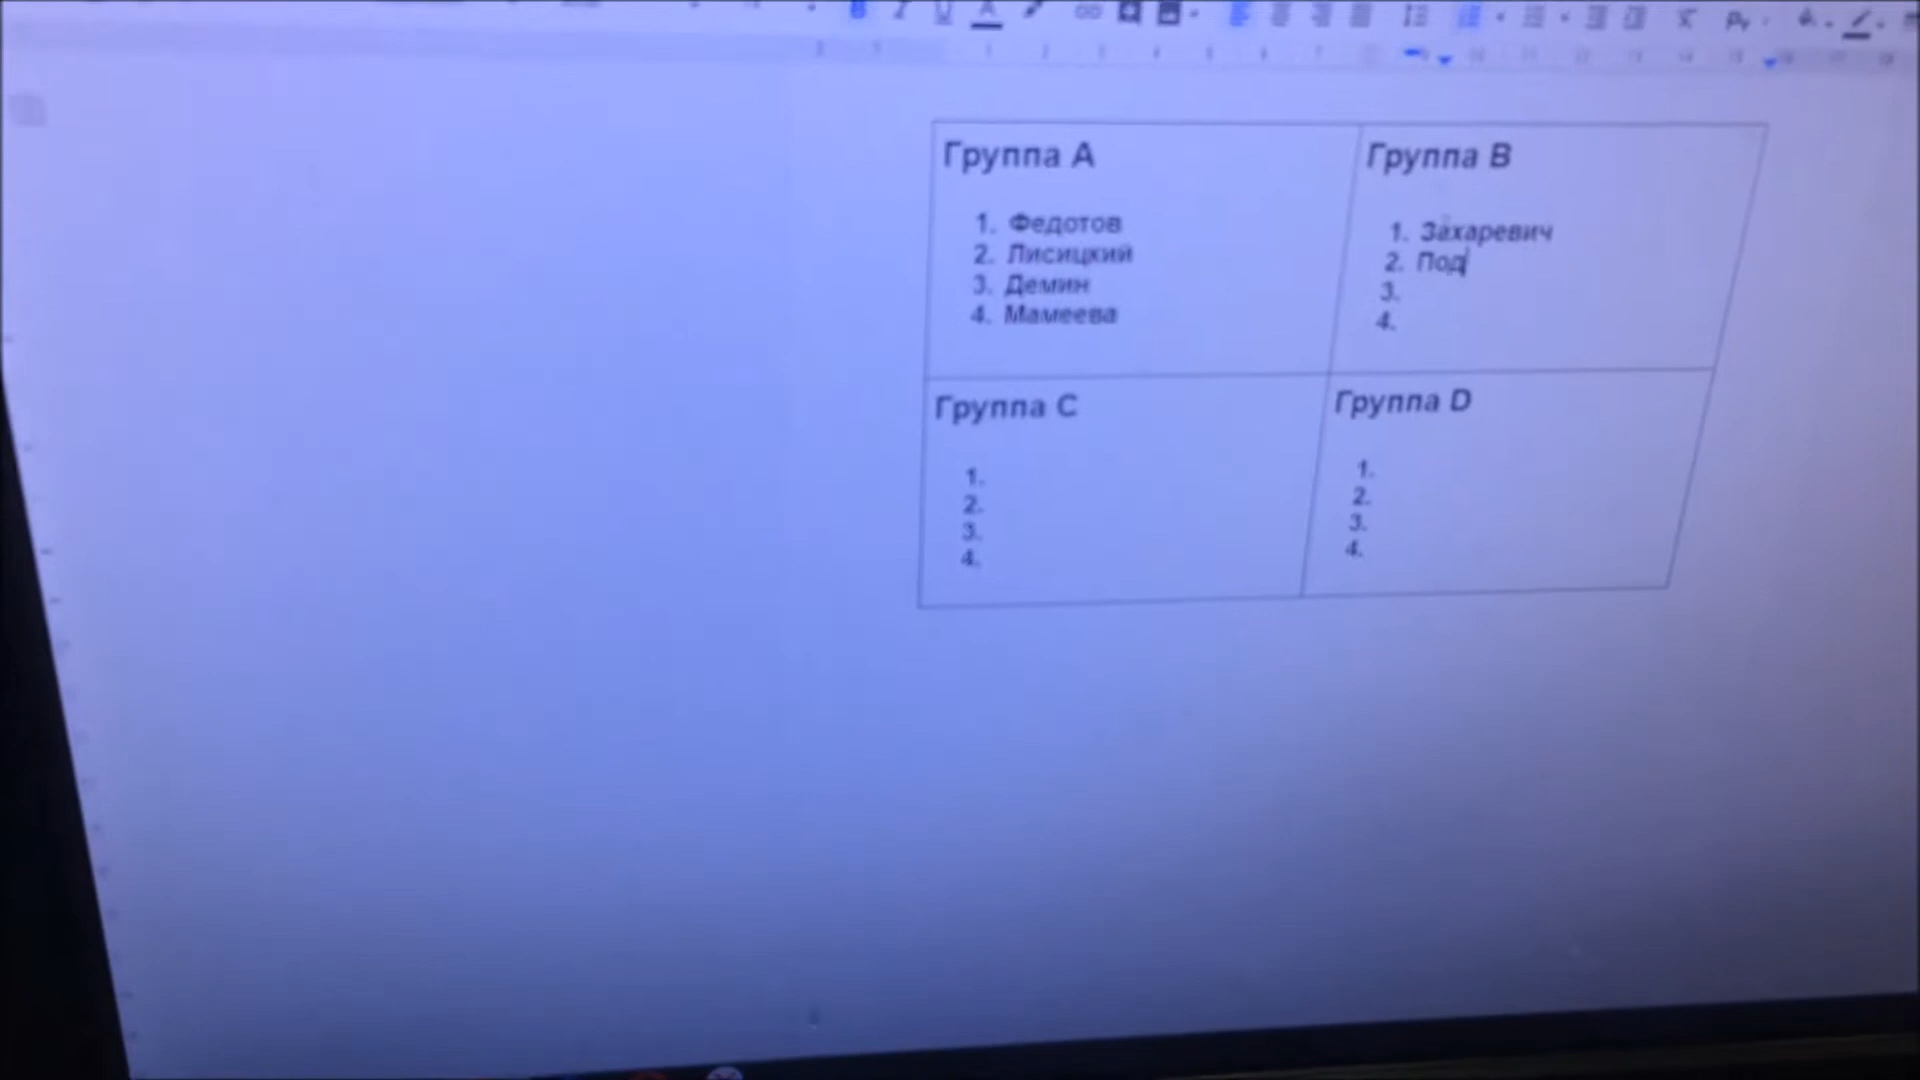 Группа A
1. Федотов
2. Лисицкий
3. Демин
4. Мамеева
Группа B
1. Захаревич
2. Под
3.
4.
Группа C
1.
2.
3.
4.
Группа D
1.
2.
3.
4.